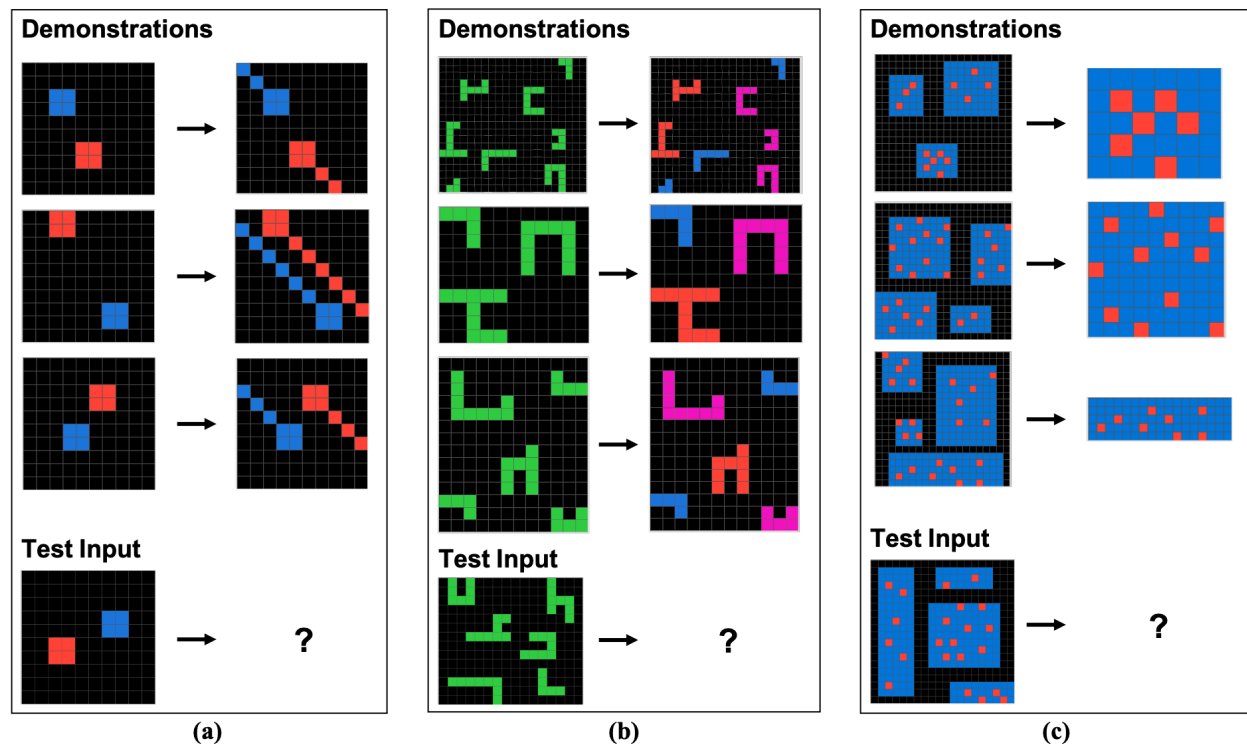 Demonstrations
Test Input
?
(a)
Demonstrations
Test Input
?
(b)
Demonstrations
Test Input
?
(c)